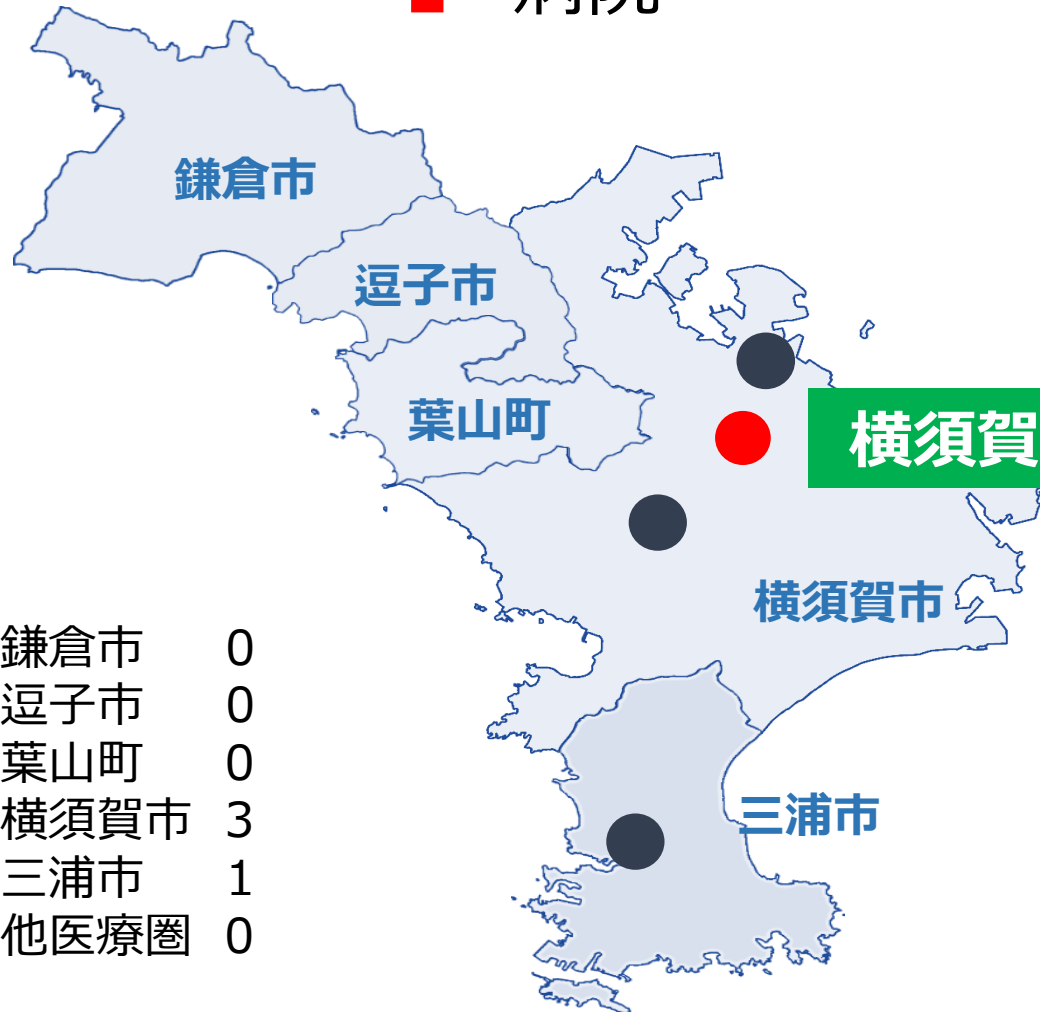 病院
鎌倉市
逗子市
葉山町
横須賀
横須賀市
三浦市
鎌倉市 0
逗子市 0
葉山町 0
横須賀市 3
三浦市 1
他医療圏 0